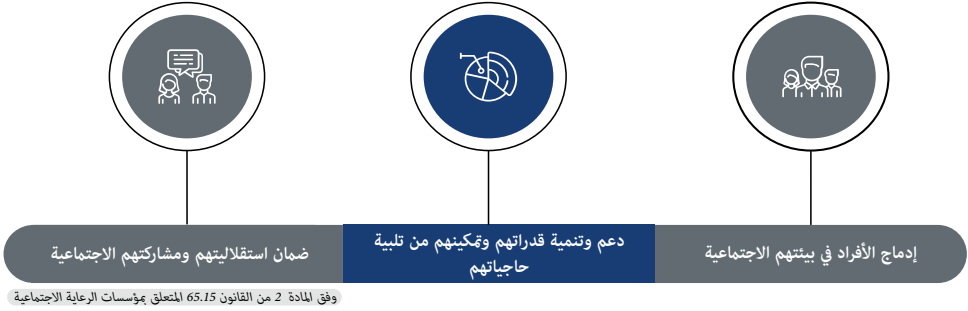 إدماج الأفراد في بيئتهم الاجتماعية
دعم وتنمية قدراتهم وتمكينهم من تلبية
حاجياتهم
ضمان استقلاليتهم ومشاركتهم الاجتماعية
وفق المادة 2 من القانون 65.15 المتعلق بمؤسسات الرعاية الاجتماعية